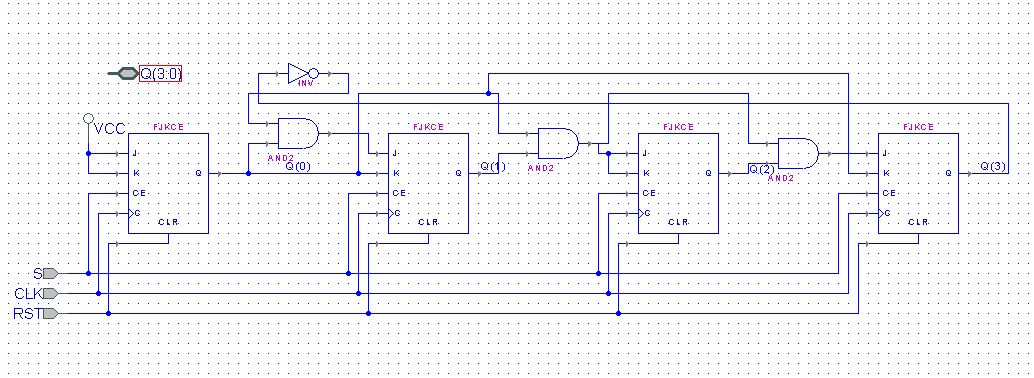 Q(3:0)
INV
VCC
FJKCE
FJKCE
FJKCE
FJKCE
AND2
Q(0)
Q(1)
AND2
Q(2)
AND2
Q(3)
J
K
Q
CE
C
CLR
J
K
Q
CE
C
CLR
J
K
Q
CE
C
CLR
J
K
Q
CE
C
CLR
S
CLK
RST